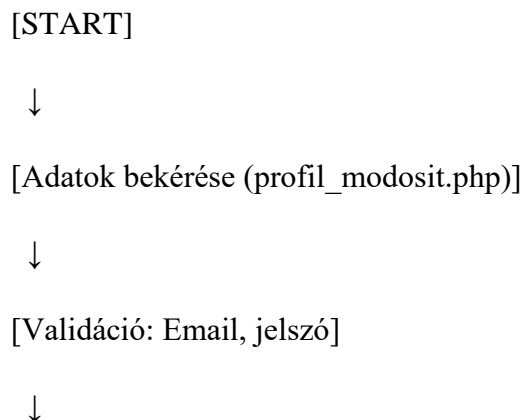 [START]
↓
[Adatok bekérése (profil_modosit.php)]
↓
[Validáció: Email, jelszó]
↓